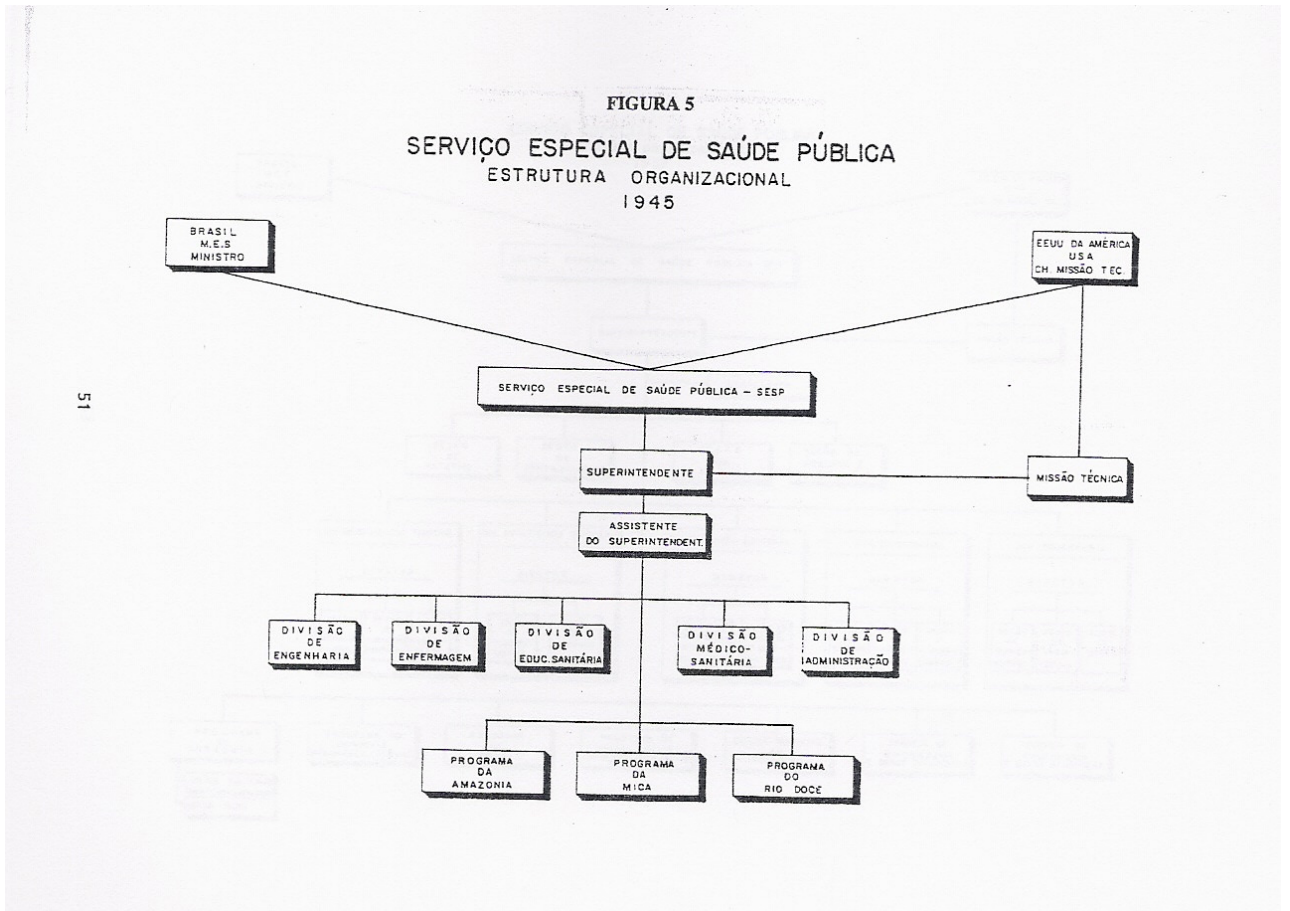 FIGURA 5
SERVIÇO ESPECIAL DE SAÚDE PÚBLICA
ESTRUTURA ORGANIZACIONAL
1945
BRASIL
M.E.S
MINISTRO
EEUU DA AMÉRICA
USA
CH. MISSÃO TEC.
SERVIÇO ESPECIAL DE SAÚDE PÚBLICA – SESP
51
SUPERINTENDENTE
MISSÃO TÉCNICA
ASSISTENTE
DO SUPERINTENDENT.
DIVISÃO
DE
ENGENHARIA
DIVISÃO
DE
ENFERMAGEM
DIVISÃO
DE
EDUC. SANITÁRIA
DIVISÃO
MÉDICO-
SANITÁRIA
DIVISÃO
DE
ADMINISTRAÇÃO
PROGRAMA
DA
AMAZONIA
PROGRAMA
DA
MICA
PROGRAMA
DO
RIO DOCE